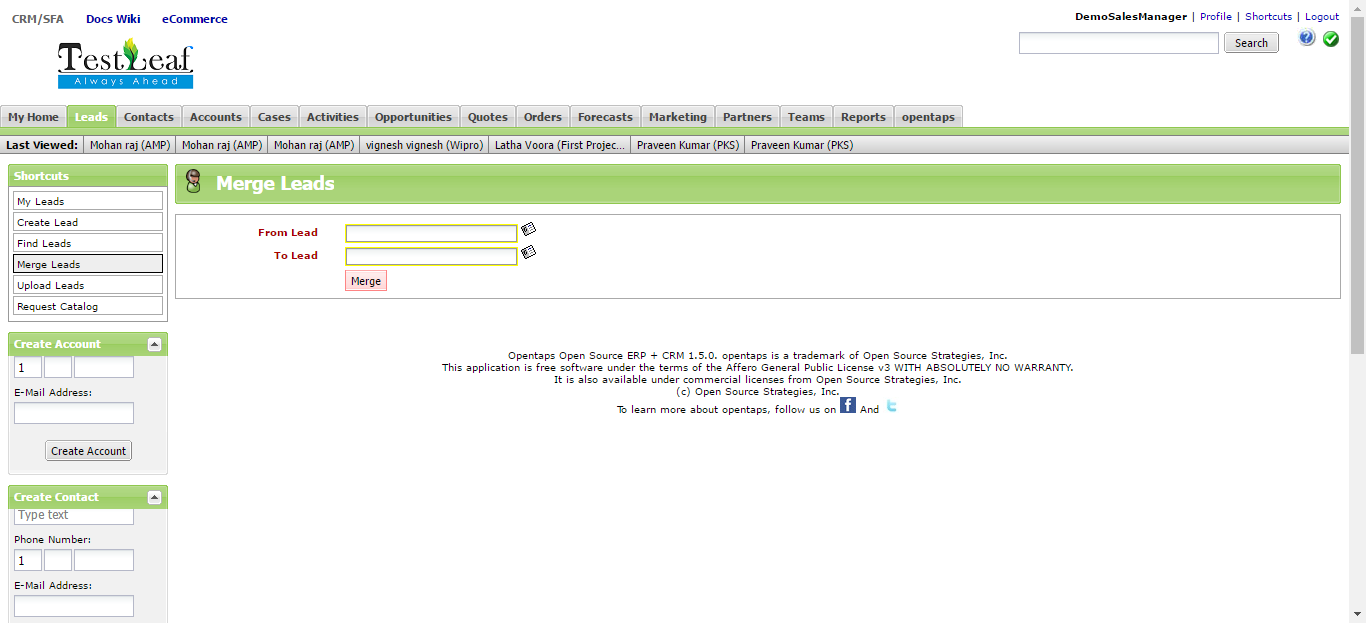 CRM/SFA Docs Wiki eCommerce
DemoSalesManager | Profile | Shortcuts | Logout
TestLeaf
Always Ahead
Search
My Home Leads Contacts Accounts Cases Activities Opportunities Quotes Orders Forecasts Marketing Partners Teams Reports opentaps
Last Viewed: Mohan raj (AMP) Mohan raj (AMP) Mohan raj (AMP) vignesh vignesh (Wipro) Latha Voora (First Projec... Praveen Kumar (PKS) Praveen Kumar (PKS)
Shortcuts
My Leads
Create Lead
Find Leads
Merge Leads
Upload Leads
Request Catalog
Create Account
1
E-Mail Address:
Create Account
Create Contact
Type text
Phone Number:
1
E-Mail Address:
Merge Leads
From Lead
To Lead
Merge
Opentaps Open Source ERP + CRM 1.5.0. opentaps is a trademark of Open Source Strategies, Inc.
This application is free software under the terms of the Affero General Public License v3 WITH ABSOLUTELY NO WARRANTY.
It is also available under commercial licenses from Open Source Strategies, Inc.
(c) Open Source Strategies, Inc.
To learn more about opentaps, follow us on f And t